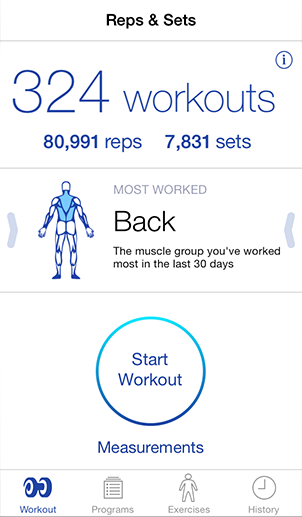 Reps & Sets
324 workouts
80,991 reps 7,831 sets
MOST WORKED
Back
The muscle group you've worked
most in the last 30 days
Start
Workout
Measurements
Workout Programs Exercises History